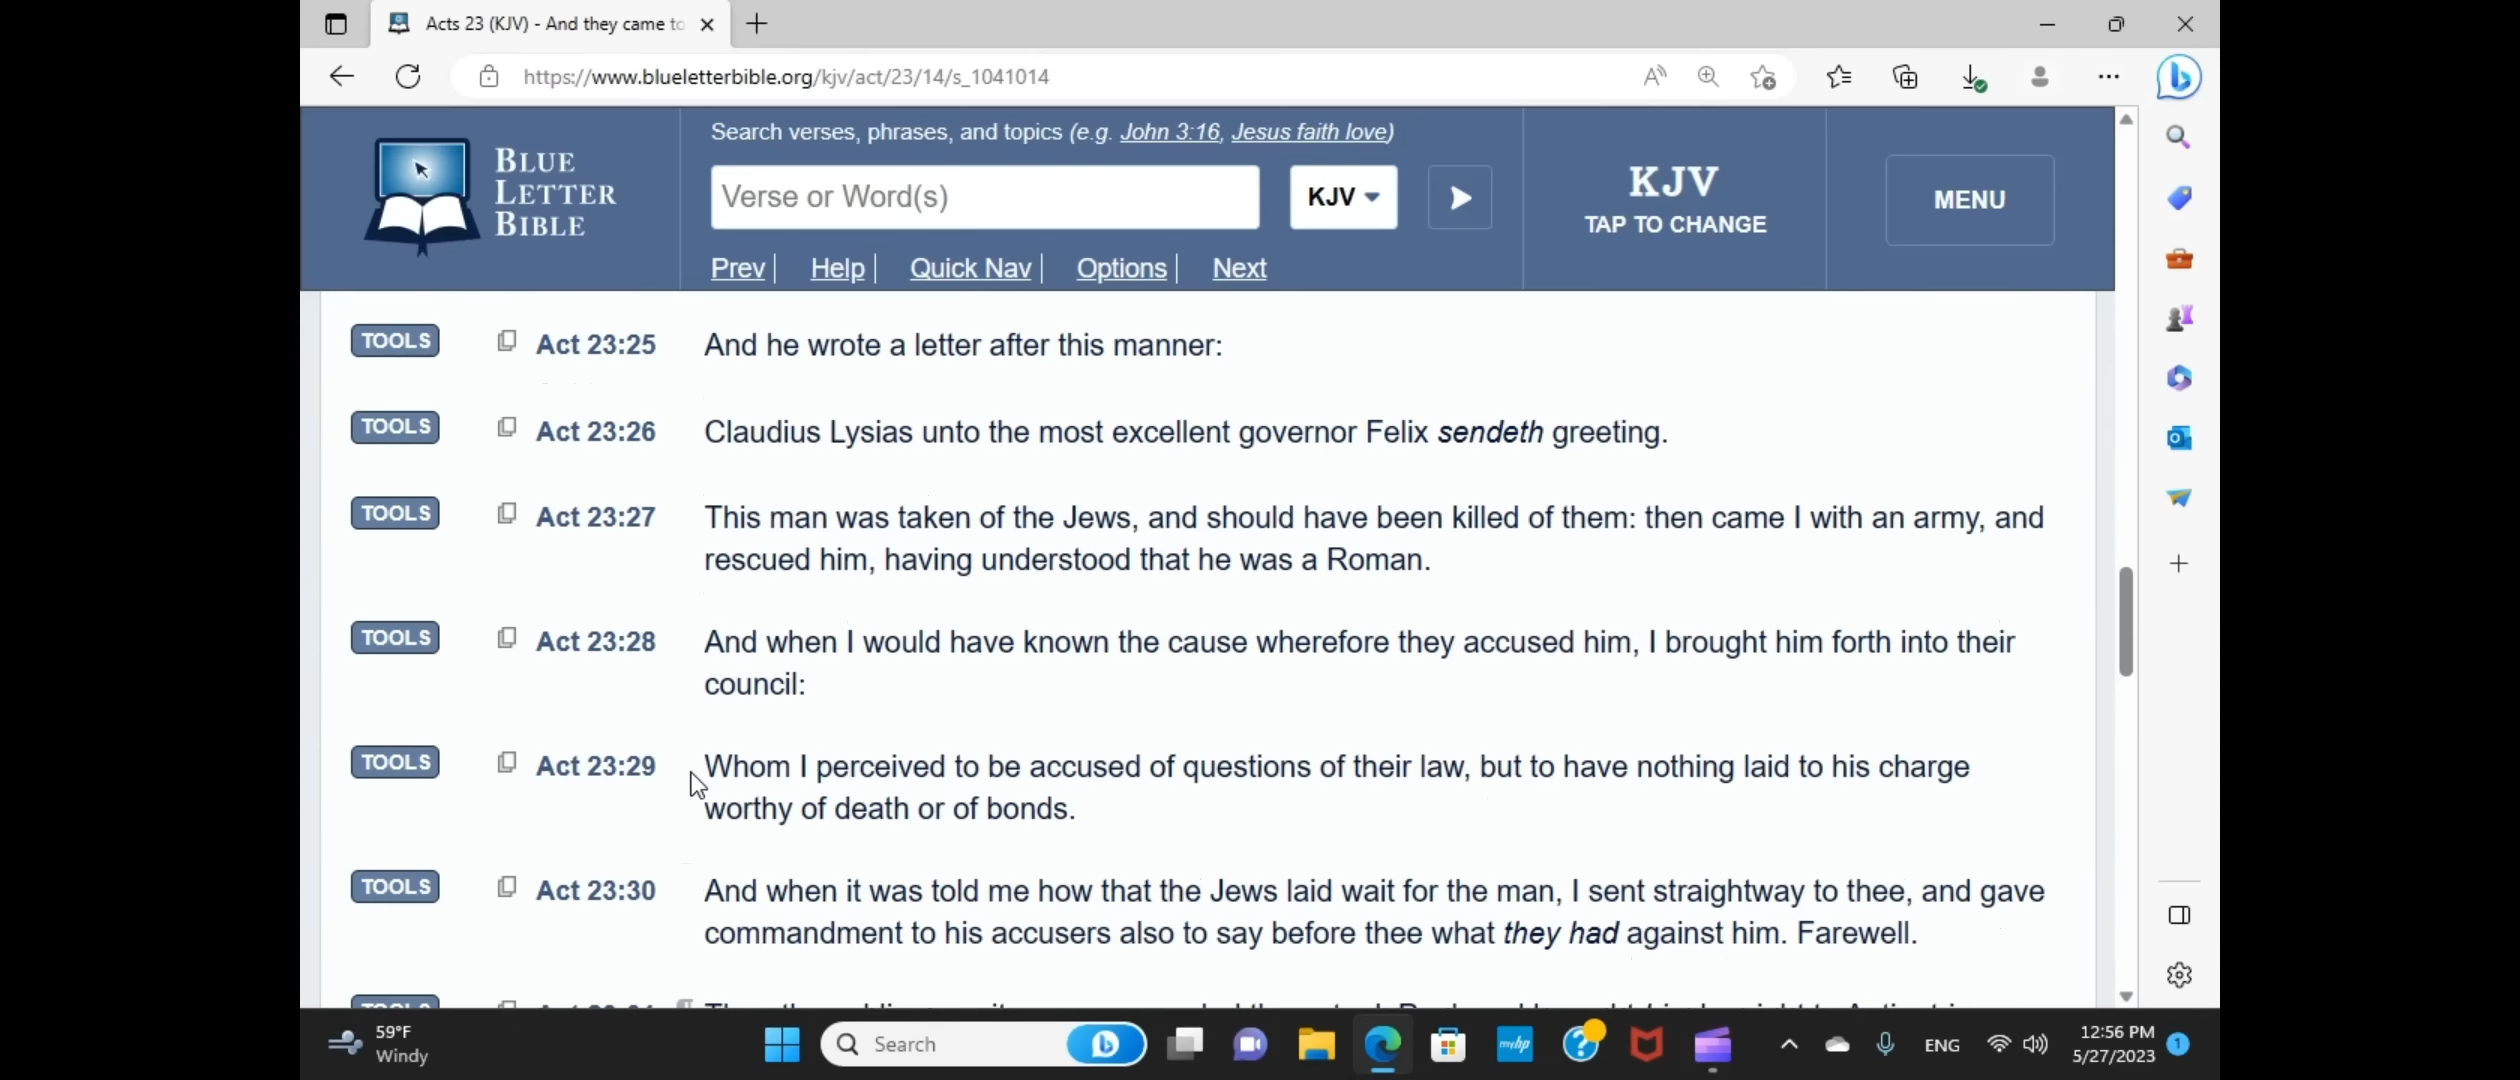 Acts 23 (KJV) - And they came to
https://www.blueletterbible.org/kjv/act/23/14/s_1041014
BLUE
LETTER
BIBLE
Search verses, phrases, and topics (e.g. John 3:16, Jesus faith love)
Verse or Word(s)
KJV
Prev | Help | Quick Nav | Options | Next
KJV
TAP TO CHANGE
MENU
TOOLS Act 23:25 And he wrote a letter after this manner:
TOOLS Act 23:26 Claudius Lysias unto the most excellent governor Felix sendeth greeting.
TOOLS Act 23:27 This man was taken of the Jews, and should have been killed of them: then came I with an army, and
rescued him, having understood that he was a Roman.
TOOLS Act 23:28 And when I would have known the cause wherefore they accused him, I brought him forth into their
council:
TOOLS Act 23:29 Whom I perceived to be accused of questions of their law, but to have nothing laid to his charge
worthy of death or of bonds.
TOOLS Act 23:30 And when it was told me how that the Jews laid wait for the man, I sent straightway to thee, and gave
commandment to his accusers also to say before thee what they had against him. Farewell.
TOOLS
59°F
Windy
Search
myhp
ENG
12:56 PM
5/27/2023
1